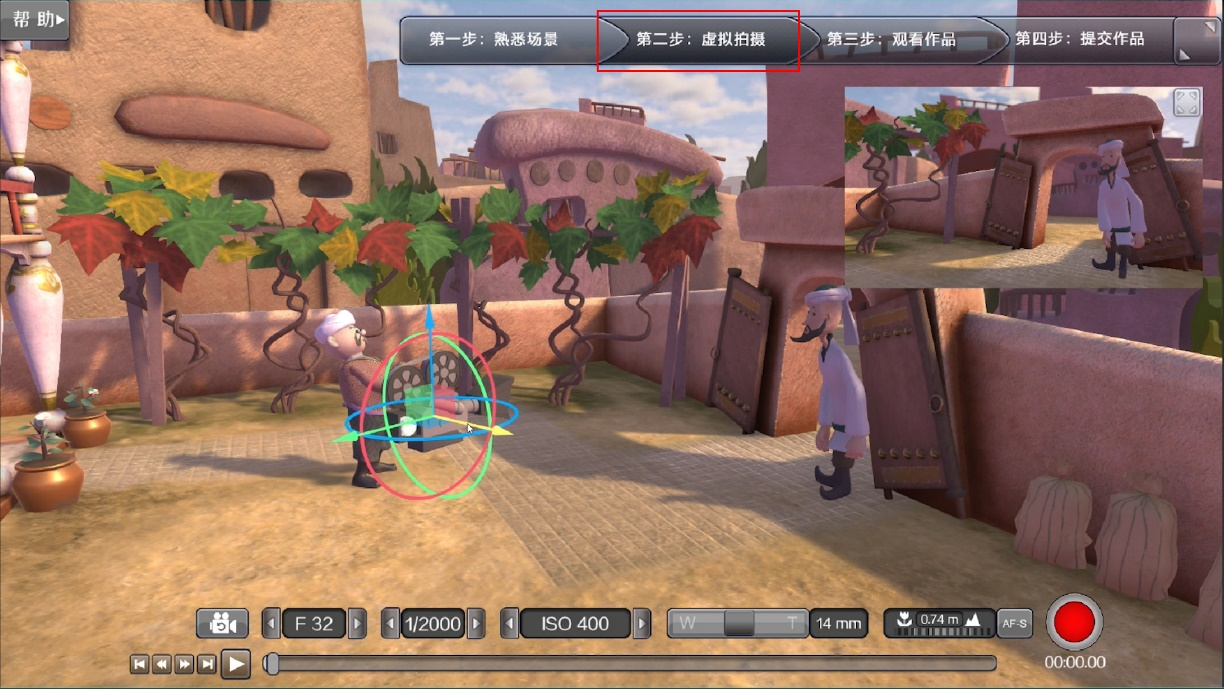 帮 助▶
第一步：熟悉场景
第二步：虚拟拍摄
第三步：观看作品
第四步：提交作品
F 32
1/2000
ISO 400
W
T
14 mm
0.74 m
AF-S
00:00.00